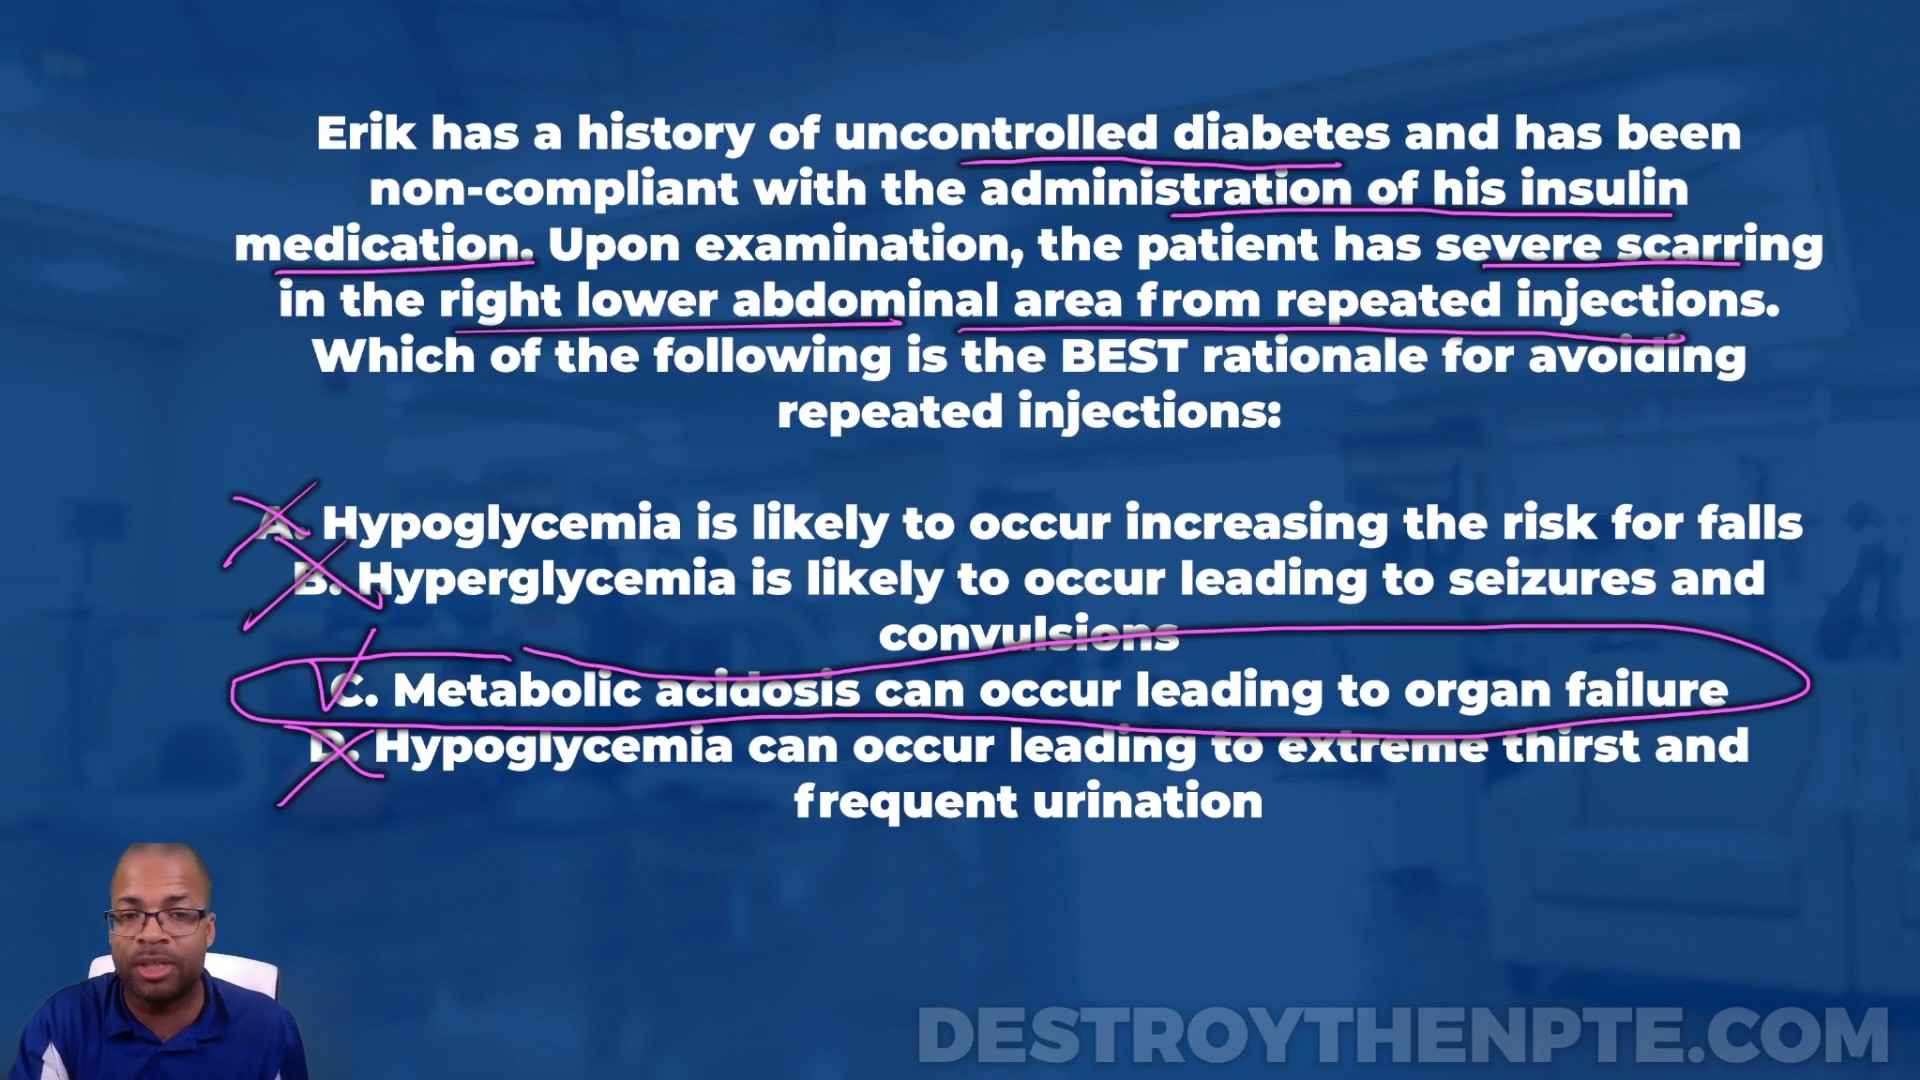 Erik has a history of uncontrolled diabetes and has been
non-compliant with the administration of his insulin
medication. Upon examination, the patient has severe scarring
in the right lower abdominal area from repeated injections.
Which of the following is the BEST rationale for avoiding
repeated injections:
A. Hypoglycemia is likely to occur increasing the risk for falls
B. Hyperglycemia is likely to occur leading to seizures and
convulsions
C. Metabolic acidosis can occur leading to organ failure
D. Hypoglycemia can occur leading to extreme thirst and
frequent urination
DESTROYTHENPTE.COM